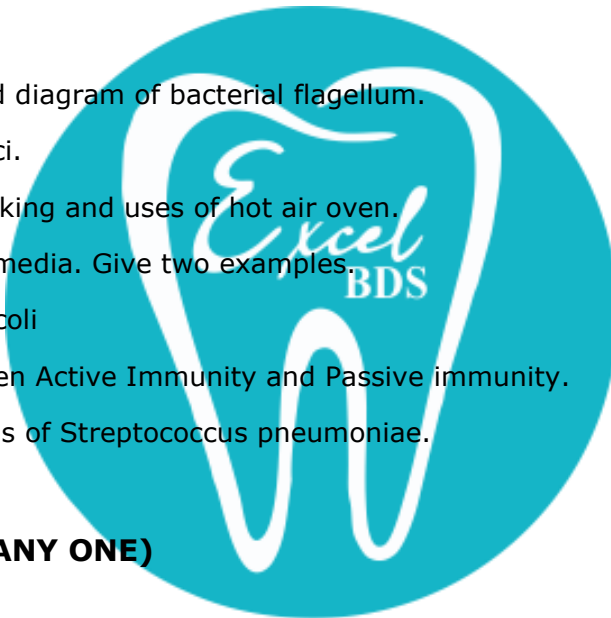 d diagram of bacterial flagellum.
ci.
king and uses of hot air oven.
media. Give two examples.
coli
en Active Immunity and Passive immunity.
s of Streptococcus pneumoniae.
ANY ONE)
Excel
BDS